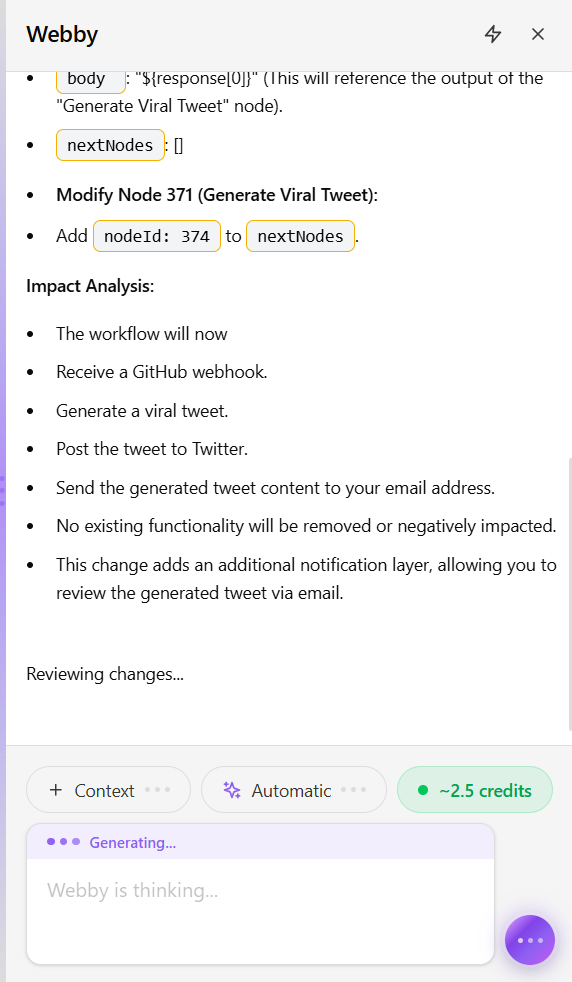 Webby
body : "${response[0]}" (This will reference the output of the
"Generate Viral Tweet" node).
nextNodes : []
Modify Node 371 (Generate Viral Tweet):
Add nodeId: 374 to nextNodes .
Impact Analysis:
The workflow will now
Receive a GitHub webhook.
Generate a viral tweet.
Post the tweet to Twitter.
Send the generated tweet content to your email address.
No existing functionality will be removed or negatively impacted.
This change adds an additional notification layer, allowing you to
review the generated tweet via email.
Reviewing changes...
+ Context
Automatic
~2.5 credits
Generating...
Webby is thinking...